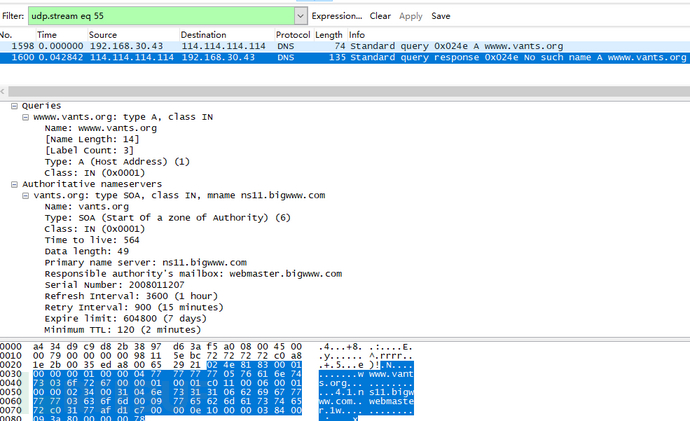 Filter: udp.stream eq 55 Expression... Clear Apply Save
No. Time Source Destination Protocol Length Info
1598 0.000000 192.168.30.43 114.114.114.114 DNS 74 Standard query 0x024e A wwww.vants.org
1600 0.042842 114.114.114.114 192.168.30.43 DNS 135 Standard query response 0x024e No such name A wwww.vants.org
Queries
wwww.vants.org: type A, class IN
Name: wwww.vants.org
[Name Length: 14]
[Label Count: 3]
Type: A (Host Address) (1)
Class: IN (0x0001)
Authoritative nameservers
vants.org: type SOA, class IN, mname ns11.bigwww.com
Name: vants.org
Type: SOA (Start Of a zone of Authority) (6)
Class: IN (0x0001)
Time to live: 564
Data length: 49
Primary name server: ns11.bigwww.com
Responsible authority's mailbox: webmaster.bigwww.com
Serial Number: 2008011207
Refresh Interval: 3600 (1 hour)
Retry Interval: 900 (15 minutes)
Expire limit: 604800 (7 days)
Minimum TTL: 120 (2 minutes)
0000 a4 34 d9 c9 d8 2b 38 97 d6 3a f5 a0 08 00 45 00 .4...+8. .:....E.
0010 00 79 00 00 00 00 98 11 5e bc 72 72 72 72 c0 a8 .y...... ^.rrrr..
0020 1e 2b 00 35 ed a8 00 65 29 21 02 4e 81 83 00 01 .+.5...e )!.N....
0030 00 00 00 01 00 00 04 77 77 77 77 05 76 61 6e 74 .......w www.vant
0040 73 03 6f 72 67 00 00 01 00 01 c0 11 00 06 00 01 s.org... ........
0050 00 00 02 34 00 31 04 6e 73 31 31 06 62 69 67 77 ...4.1.n s11.bigw
0060 77 77 03 63 6f 6d 00 09 77 65 62 6d 61 73 74 65 ww.com.. webmaste
0070 72 c0 31 77 af d1 c7 00 00 0e 10 00 00 03 84 00 r.1w.... ........
0080 09 3a 80 00 00 00 78 .:....x